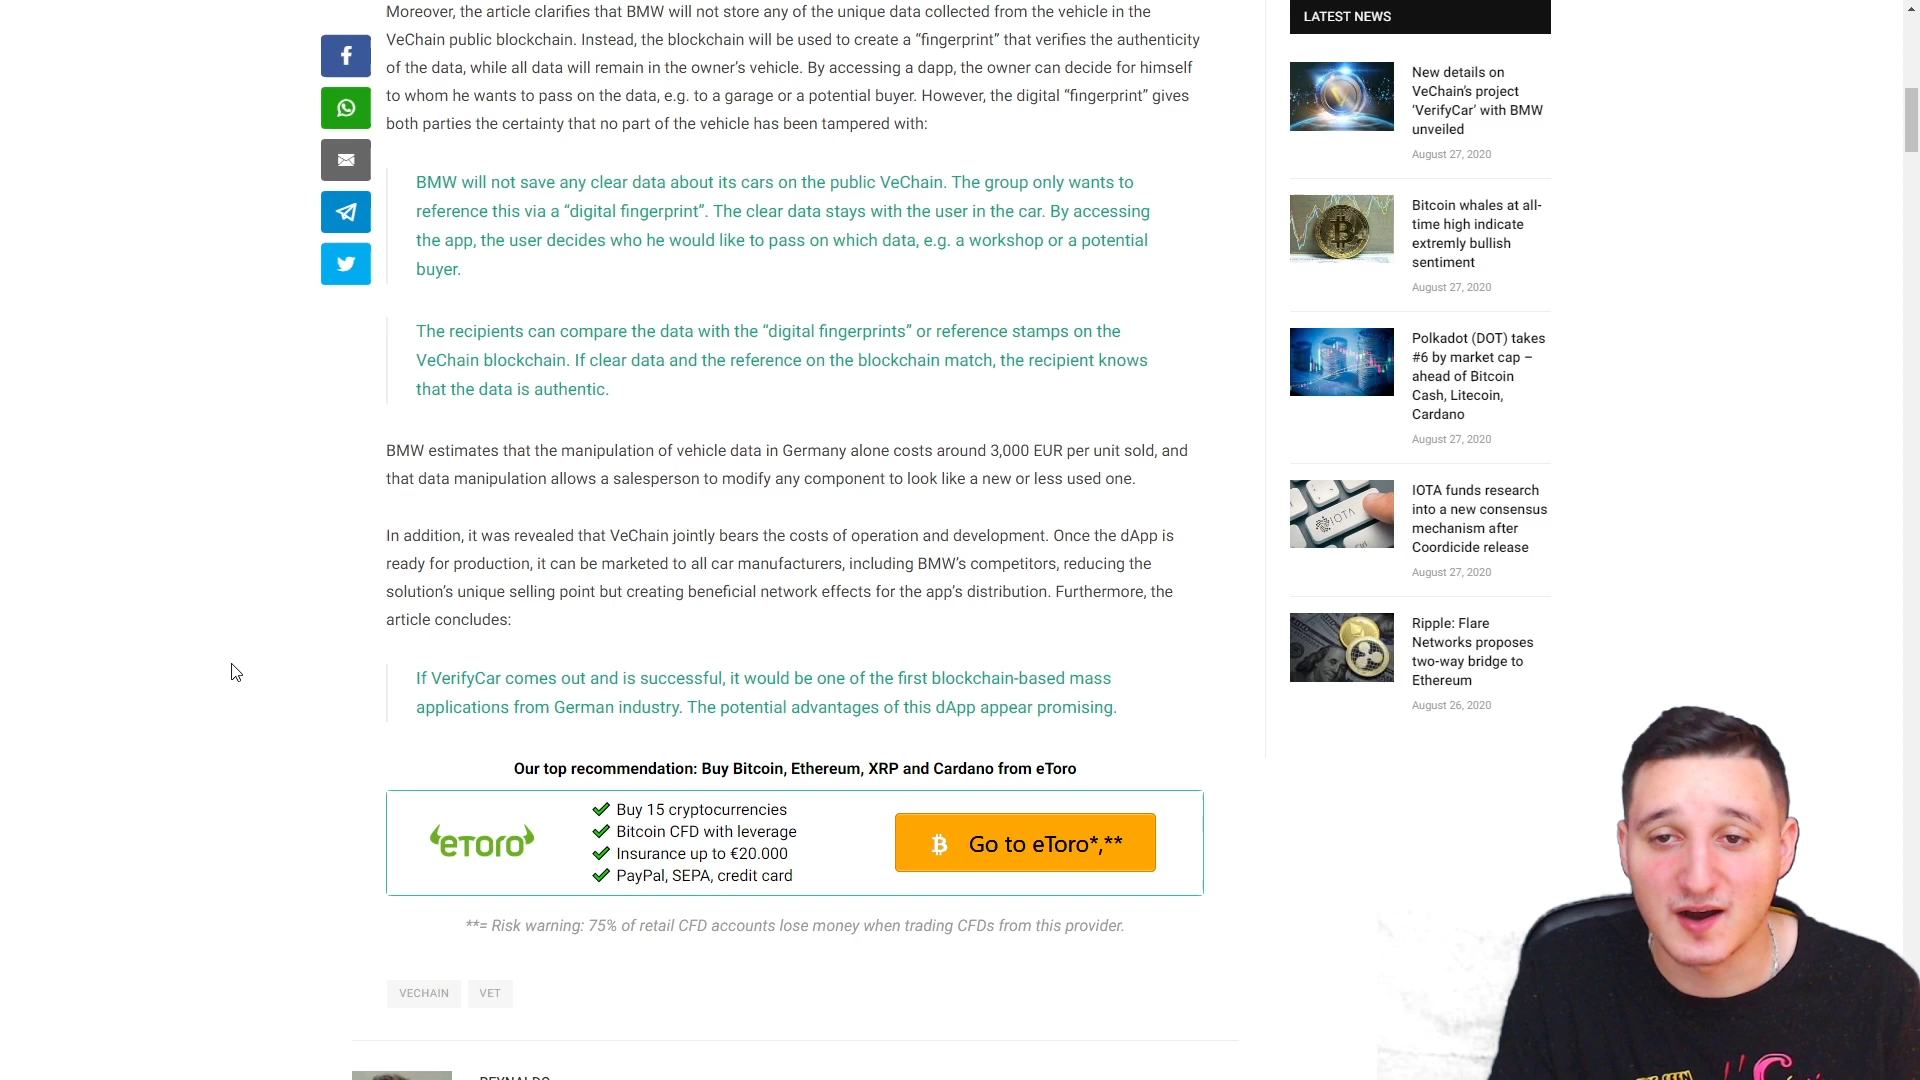 Moreover, the article clarifies that BMW will not store any of the unique data collected from the vehicle in the
VeChain public blockchain. Instead, the blockchain will be used to create a “fingerprint” that verifies the authenticity
of the data, while all data will remain in the owner’s vehicle. By accessing a dapp, the owner can decide for himself
to whom he wants to pass on the data, e.g. to a garage or a potential buyer. However, the digital “fingerprint” gives
both parties the certainty that no part of the vehicle has been tampered with:
BMW will not save any clear data about its cars on the public VeChain. The group only wants to
reference this via a “digital fingerprint”. The clear data stays with the user in the car. By accessing
the app, the user decides who he would like to pass on which data, e.g. a workshop or a potential
buyer.
The recipients can compare the data with the “digital fingerprints” or reference stamps on the
VeChain blockchain. If clear data and the reference on the blockchain match, the recipient knows
that the data is authentic.
BMW estimates that the manipulation of vehicle data in Germany alone costs around 3,000 EUR per unit sold, and
that data manipulation allows a salesperson to modify any component to look like a new or less used one.
In addition, it was revealed that VeChain jointly bears the costs of operation and development. Once the dApp is
ready for production, it can be marketed to all car manufacturers, including BMW’s competitors, reducing the
solution’s unique selling point but creating beneficial network effects for the app’s distribution. Furthermore, the
article concludes:
If VerifyCar comes out and is successful, it would be one of the first blockchain-based mass
applications from German industry. The potential advantages of this dApp appear promising.
Our top recommendation: Buy Bitcoin, Ethereum, XRP and Cardano from eToro
eToro
Buy 15 cryptocurrencies
Bitcoin CFD with leverage
Insurance up to €20.000
PayPal, SEPA, credit card
Go to eToro*,**
**= Risk warning: 75% of retail CFD accounts lose money when trading CFDs from this provider.
VECHAIN
VET
REYNALDO
LATEST NEWS
New details on
VeChain’s project
‘VerifyCar’ with BMW
unveiled
August 27, 2020
Bitcoin whales at all-
time high indicate
extremly bullish
sentiment
August 27, 2020
Polkadot (DOT) takes
#6 by market cap –
ahead of Bitcoin
Cash, Litecoin,
Cardano
August 27, 2020
IOTA
IOTA funds research
into a new consensus
mechanism after
Coordicide release
August 27, 2020
Ripple: Flare
Networks proposes
two-way bridge to
Ethereum
August 26, 2020